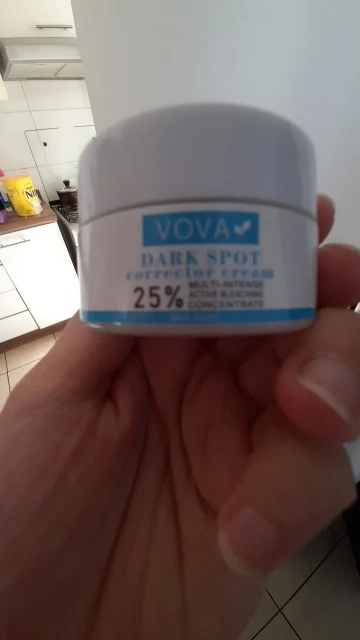 VOVA
DARK SPOT
corrector cream
25% MULTI-INTENSE
ACTIVE BLEACHING
CONCENTRATE